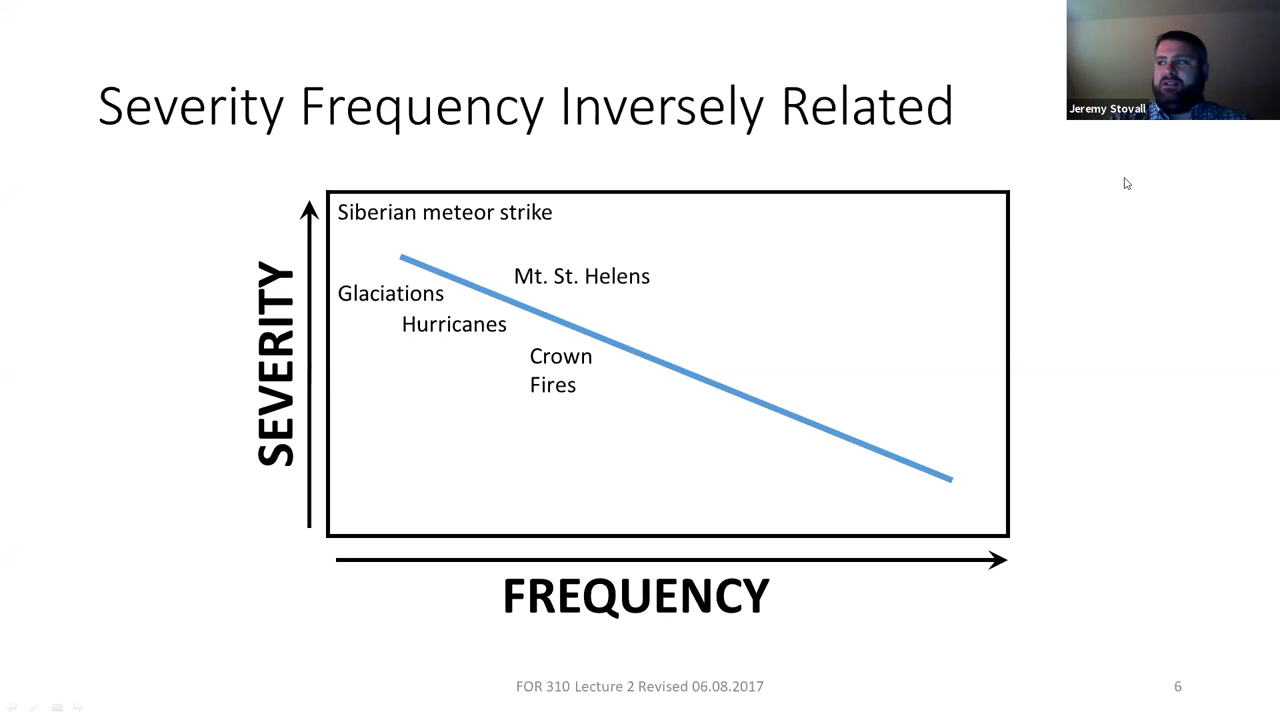 Severity Frequency Inversely Related
Jeremy Stovall
Siberian meteor strike
Mt. St. Helens
Glaciations
Hurricanes
Crown
Fires
SEVERITY
FREQUENCY
FOR 310 Lecture 2 Revised 06.08.2017
6